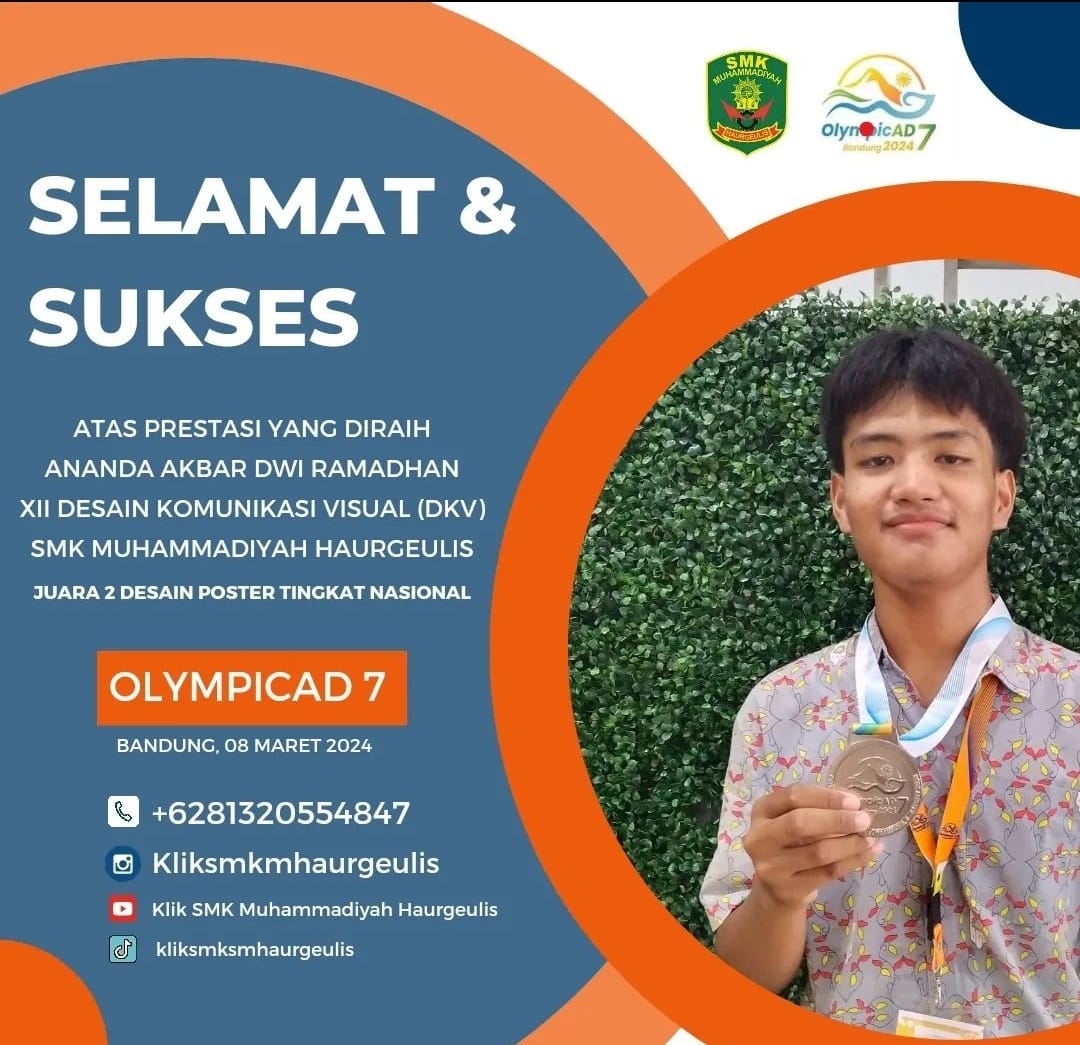 SMK
MUHAMMADIYAH
HAURGEULIS
OlympicAD 7
Bandung 2024
SELAMAT &
SUKSES
ATAS PRESTASI YANG DIRAIH
ANANDA AKBAR DWI RAMADHAN
XII DESAIN KOMUNIKASI VISUAL (DKV)
SMK MUHAMMADIYAH HAURGEULIS
JUARA 2 DESAIN POSTER TINGKAT NASIONAL
OLYMPICAD 7
BANDUNG, 08 MARET 2024
+6281320554847
Kliksmkmhaurgeulis
Klik SMK Muhammadiyah Haurgeulis
kliksmksmhaurgeulis